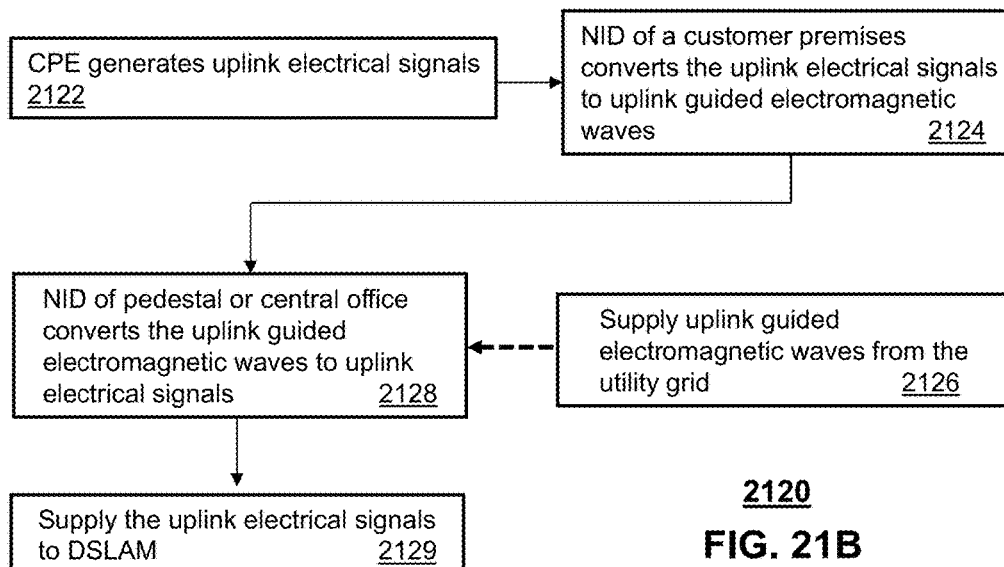 CPE generates uplink electrical signals
2122
NID of a customer premises
converts the uplink electrical signals
to uplink guided electromagnetic
waves 2124
NID of pedestal or central office
converts the uplink guided
electromagnetic waves to uplink
electrical signals 2128
Supply uplink guided
electromagnetic waves from the
utility grid 2126
Supply the uplink electrical signals
to DSLAM 2129
2120
FIG. 21B